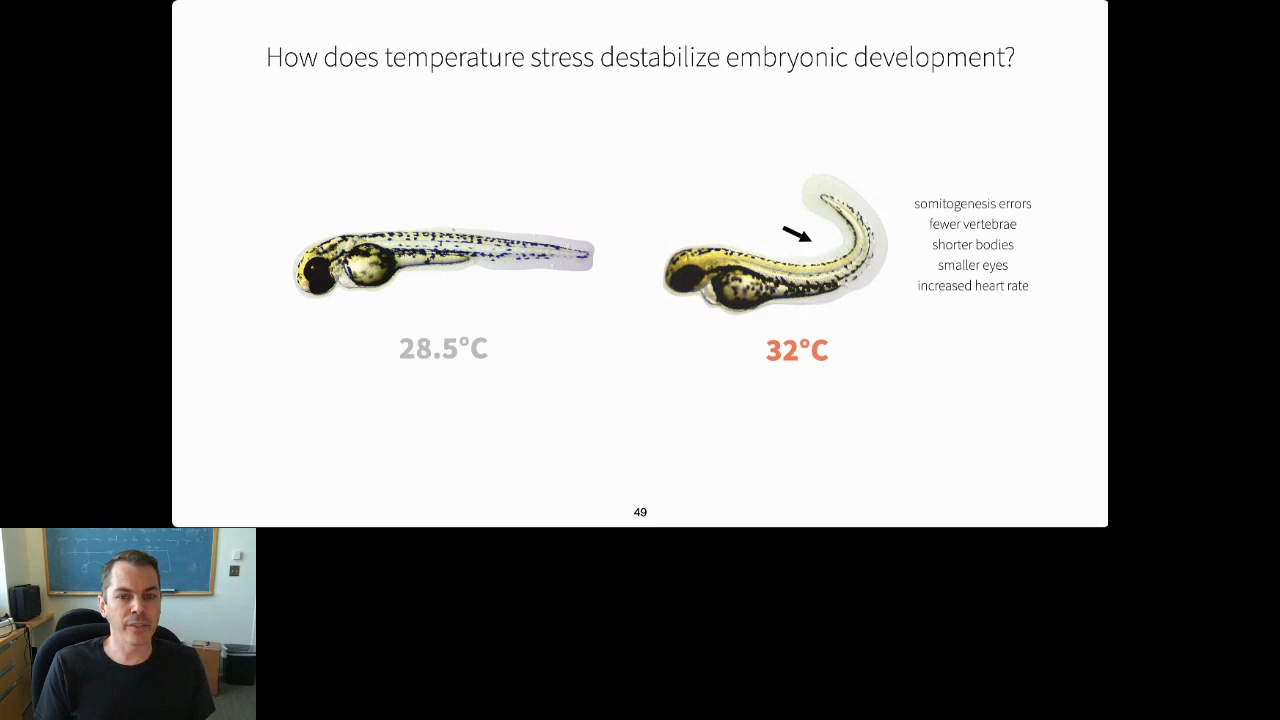 How does temperature stress destabilize embryonic development?
somitogenesis errors
fewer vertebrae
shorter bodies
smaller eyes
increased heart rate
28.5°C
32°C
49